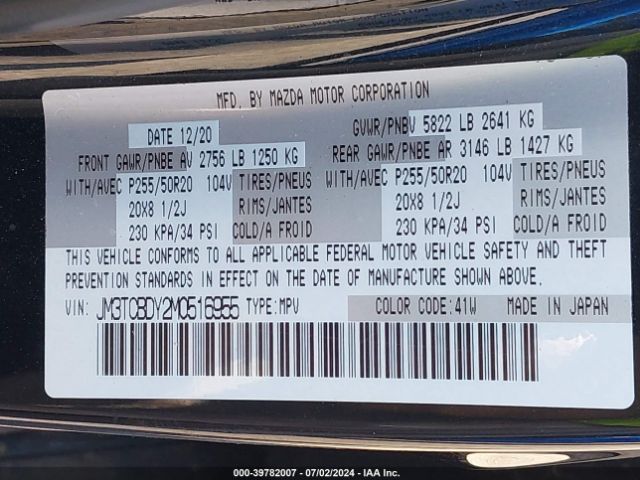 MFD. BY MAZDA MOTOR CORPORATION
DATE 12/20 GVWR/PNBV 5822 LB 2641 KG
FRONT GAWR/PNBE AV 2756 LB 1250 KG REAR GAWR/PNBE AR 3146 LB 1427 KG
WITH/AVEC P255/50R20 104V TIRES/PNEUS WITH/AVEC P255/50R20 104V TIRES/PNEUS
20X8 1/2J RIMS/JANTES 20X8 1/2J RIMS/JANTES
230 KPA/34 PSI COLD/A FROID 230 KPA/34 PSI COLD/A FROID
THIS VEHICLE CONFORMS TO ALL APPLICABLE FEDERAL MOTOR VEHICLE SAFETY AND THEFT
PREVENTION STANDARDS IN EFFECT ON THE DATE OF MANUFACTURE SHOWN ABOVE.
VIN: JM3TCBDY2M0516955 TYPE:MPV COLOR CODE:41W MADE IN JAPAN
000-39782007 - 07/02/2024 - IAA Inc.